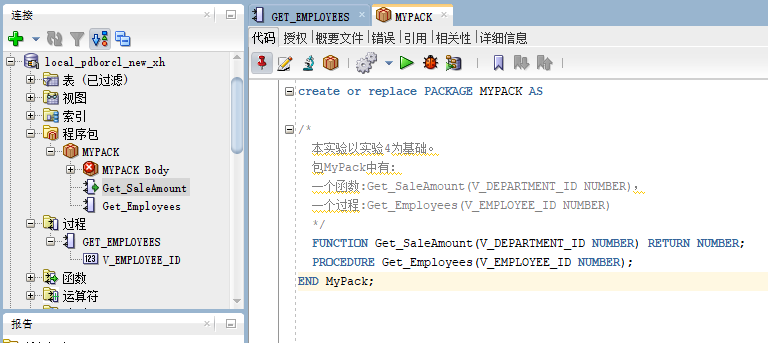 连接
local_pdborcl_new_xh
表 (已过滤)
视图
索引
程序包
MYPACK
MYPACK Body
Get_SaleAmount
Get_Employees
过程
GET_EMPLOYEES
V_EMPLOYEE_ID
函数
运算符
报告
GET_EMPLOYEES
MYPACK
代码 授权 概要文件 错误 引用 相关性 详细信息
create or replace PACKAGE MYPACK AS
/*
本实验以实验4为基础。
包MyPack中有:
一个函数:Get_SaleAmount(V_DEPARTMENT_ID NUMBER),
一个过程:Get_Employees(V_EMPLOYEE_ID NUMBER)
*/
FUNCTION Get_SaleAmount(V_DEPARTMENT_ID NUMBER) RETURN NUMBER;
PROCEDURE Get_Employees(V_EMPLOYEE_ID NUMBER);
END MyPack;